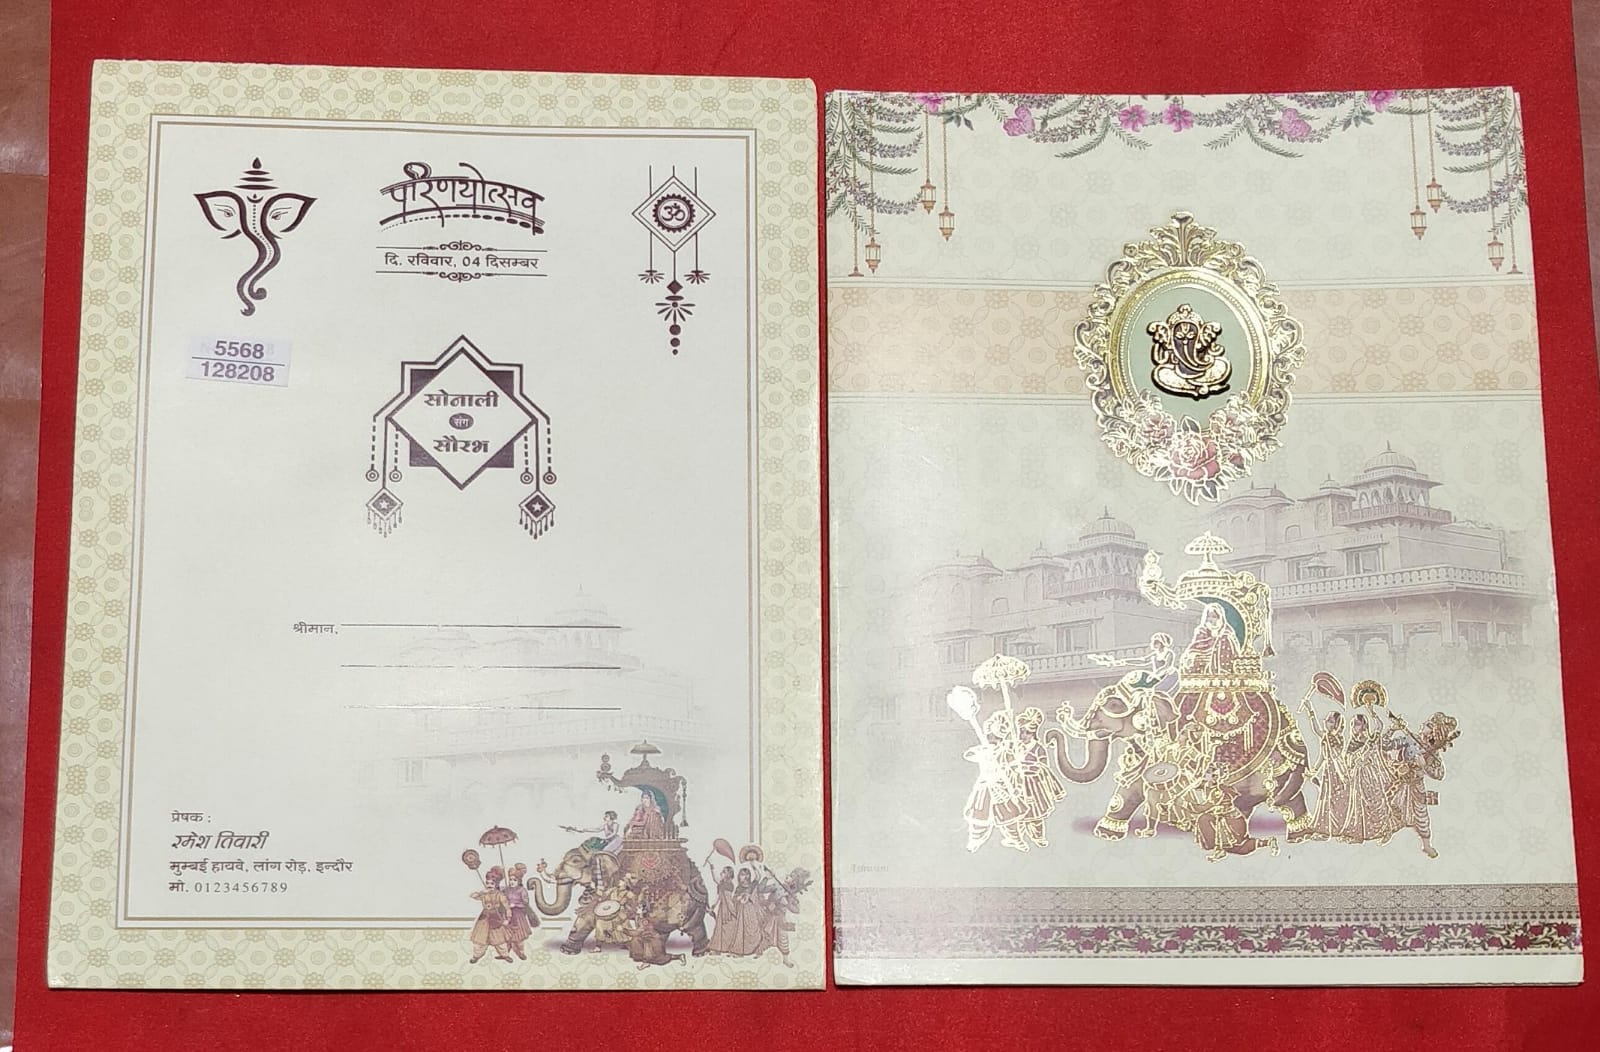 परिणयोत्सव
दि. रविवार, 04 दिसम्बर
ॐ
5568
128208
सोनाली
संग
सौरभ
श्रीमान,
प्रेषक :
रमेश तिवारी
मुम्बई हायवे, लांग रोड़, इन्दौर
मो. 0123456789